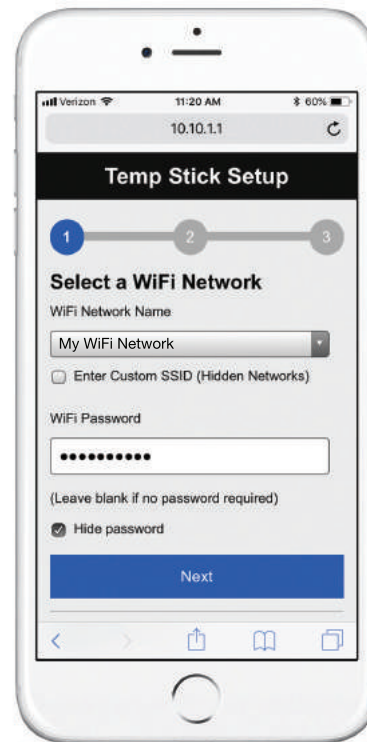 Verizon 11:20 AM 60%
10.10.1.1
Temp Stick Setup
1 2 3
Select a WiFi Network
WiFi Network Name
My WiFi Network
Enter Custom SSID (Hidden Networks)
WiFi Password
••••••••••
(Leave blank if no password required)
Hide password
Next